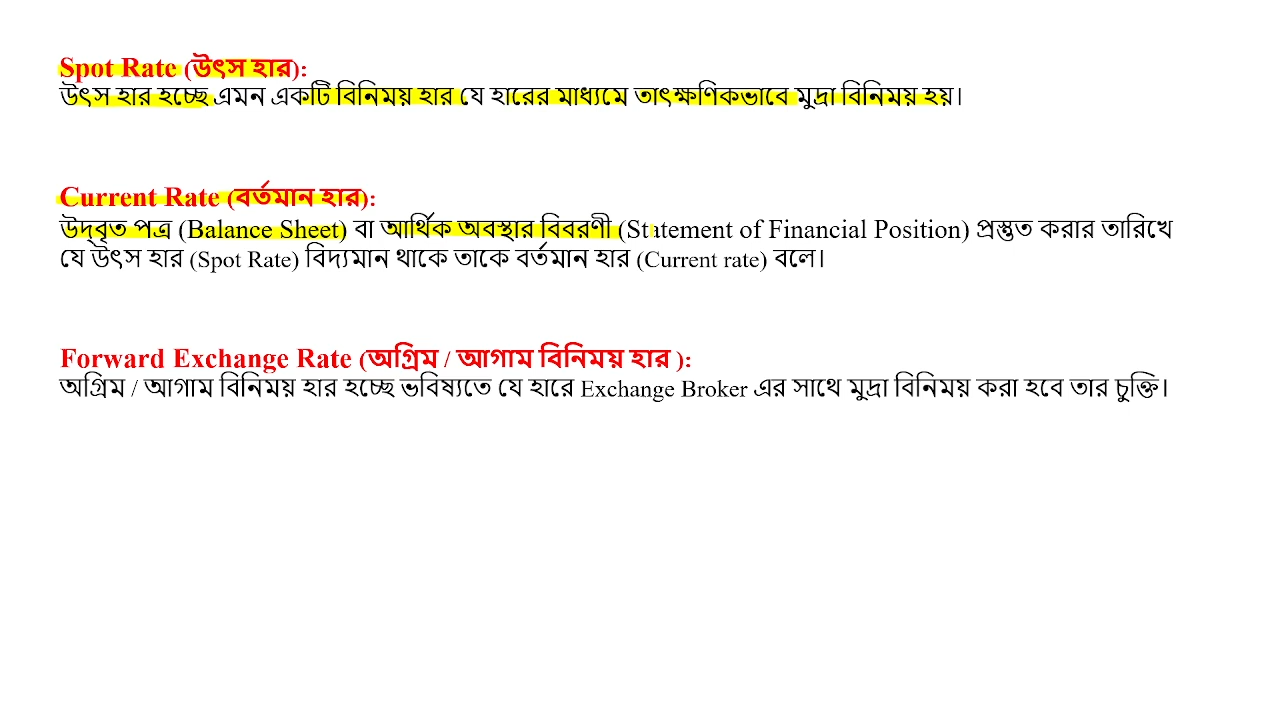 Spot Rate (উৎস হার):
উৎস হার হচ্ছে এমন একটি বিনিময় হার যে হারের মাধ্যমে তাৎক্ষণিকভাবে মুদ্রা বিনিময় হয়।
Current Rate (বর্তমান হার):
উদ্বৃত পত্র (Balance Sheet) বা আর্থিক অবস্থার বিবরণী (Statement of Financial Position) প্রস্তুত করার তারিখে
যে উৎস হার (Spot Rate) বিদ্যমান থাকে তাকে বর্তমান হার (Current rate) বলে।
Forward Exchange Rate (অগ্রিম / আগাম বিনিময় হার ):
অগ্রিম / আগাম বিনিময় হার হচ্ছে ভবিষ্যতে যে হারে Exchange Broker এর সাথে মুদ্রা বিনিময় করা হবে তার চুক্তি।